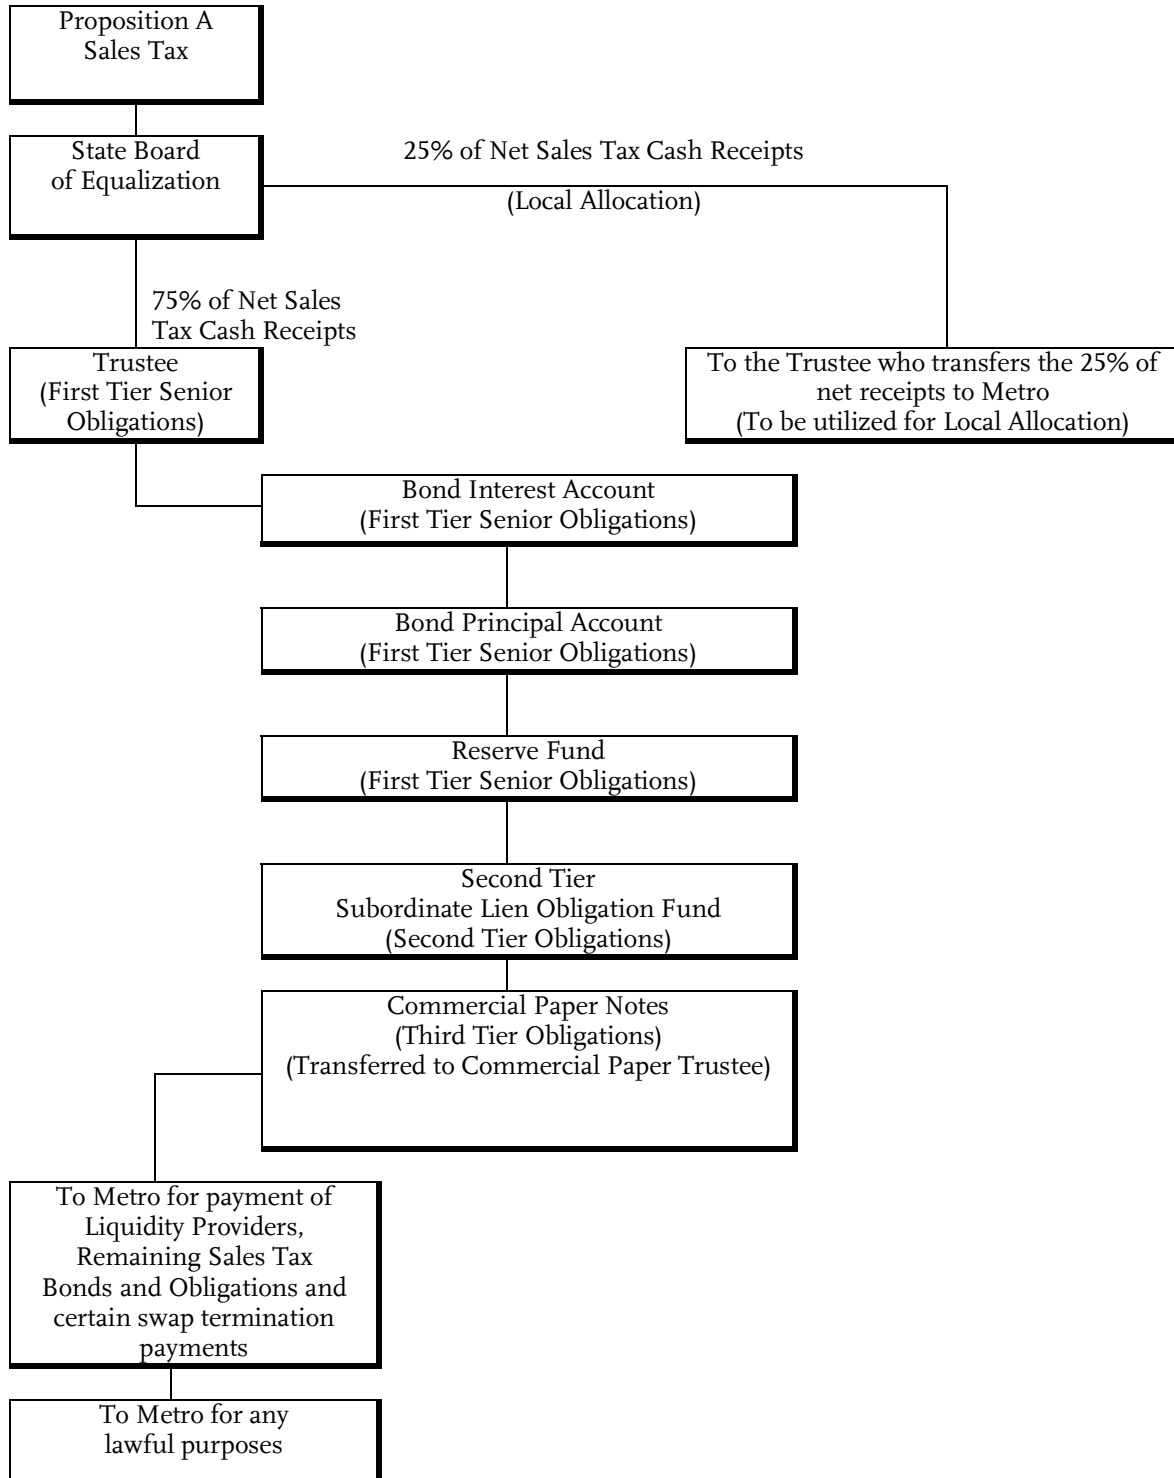 Proposition A
Sales Tax
State Board
of Equalization
25% of Net Sales Tax Cash Receipts
(Local Allocation)
75% of Net Sales
Tax Cash Receipts
Trustee
(First Tier Senior
Obligations)
To the Trustee who transfers the 25% of
net receipts to Metro
(To be utilized for Local Allocation)
Bond Interest Account
(First Tier Senior Obligations)
Bond Principal Account
(First Tier Senior Obligations)
Reserve Fund
(First Tier Senior Obligations)
Second Tier
Subordinate Lien Obligation Fund
(Second Tier Obligations)
Commercial Paper Notes
(Third Tier Obligations)
(Transferred to Commercial Paper Trustee)
To Metro for payment of
Liquidity Providers,
Remaining Sales Tax
Bonds and Obligations and
certain swap termination
payments
To Metro for any
lawful purposes